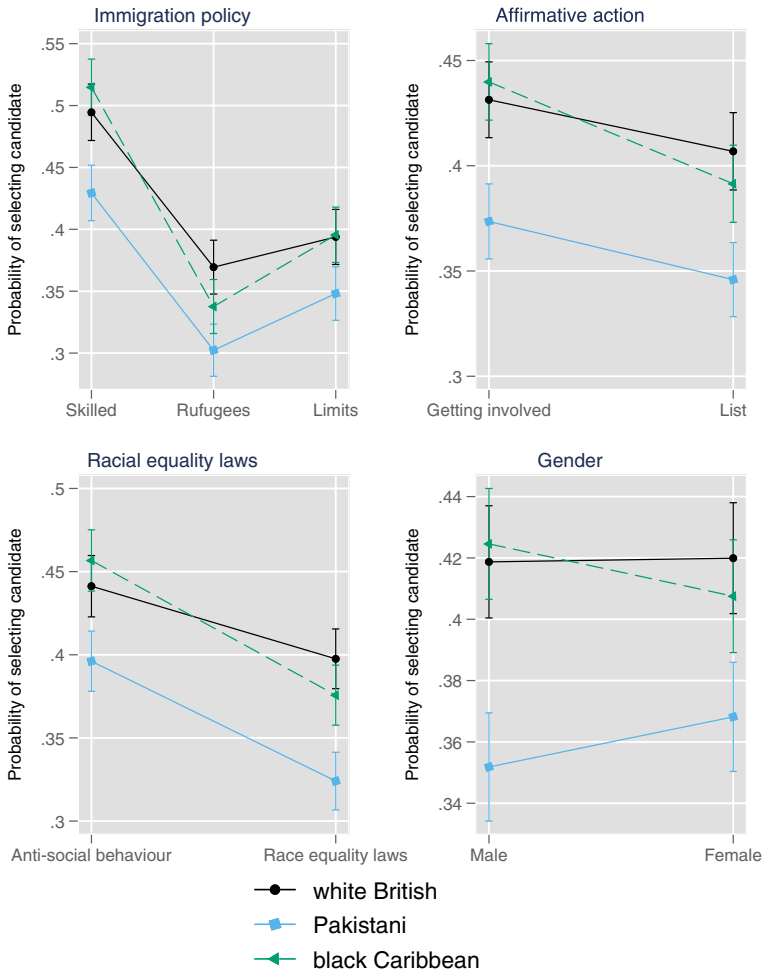 Immigration policy
Probability of selecting candidate
.55
.5
.45
.4
.35
.3
Skilled Rufugees Limits
Affirmative action
Probability of selecting candidate
.45
.4
.35
.3
Getting involved List
Racial equality laws
Probability of selecting candidate
.5
.45
.4
.35
.3
Anti-social behaviour Race equality laws
Gender
Probability of selecting candidate
.44
.42
.4
.38
.36
.34
Male Female
white British
Pakistani
black Caribbean